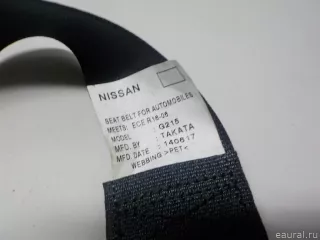 NISSAN
SEAT BELT FOR AUTOMOBILES
MEETS: ECE R16-06
MODEL : G215
MFD. BY : TAKATA
MFD DATE : 140617
WEBBING >PET<
eaural.ru